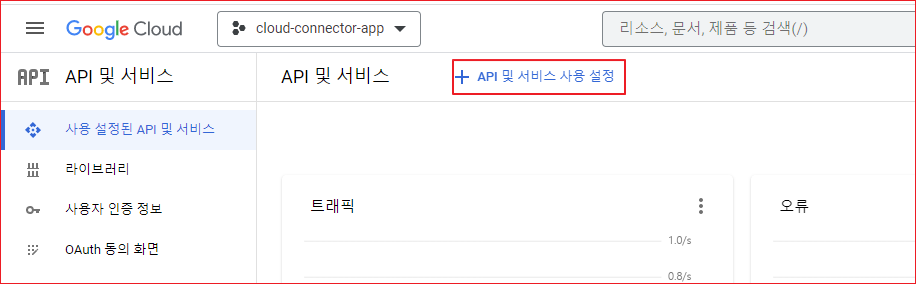 Google Cloud
cloud-connector-app
리소스, 문서, 제품 등 검색(/)
API API 및 서비스
API 및 서비스
+ API 및 서비스 사용 설정
사용 설정된 API 및 서비스
라이브러리
사용자 인증 정보
OAuth 동의 화면
트래픽
1.0/s
0.8/s
오류